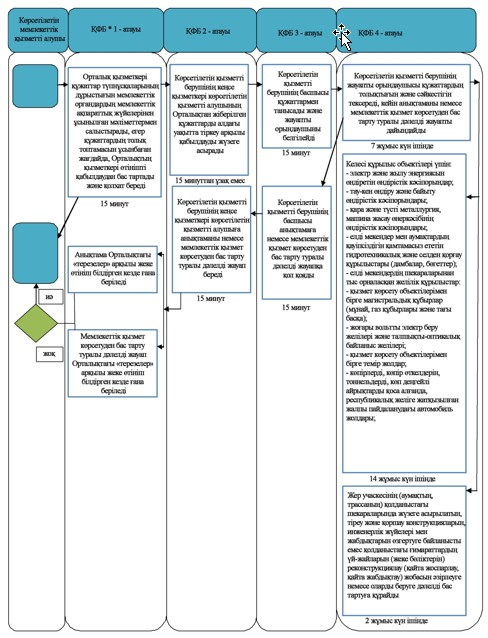 Көрсетілетін
мемлекеттік
қызметті алушы
ҚФБ * 1 - атауы
ҚФБ 2 - атауы
ҚФБ 3 - атауы
ҚФБ 4 - атауы
Орталық қызметкері
құжаттар түпнұсқаларының
дұрыстығын мемлекеттік
органдардың мемлекеттік
ақпараттық жүйелерінен
ұсынылған мәліметтермен
салыстырады, егер
құжаттардың толық
топтамасын ұсынбаған
жағдайда, Орталықтың
қызметкері өтінішті
қабылдаудан бас тартады
және қолхат береді
15 минут
Көрсетілетін қызметті
берушінің кеңсе
қызметкері көрсетілетін
қызметті алушының
Орталықтан жіберілген
құжаттарды алдағы
уақытта тіркеу арқылы
қабылдауды жүзеге
асырады
15 минуттан ұзақ емес
Көрсетілетін қызметті
берушінің басшысы
құжаттармен
танысады және
жауапты
орындаушыны
белгілейді
15 минут
Көрсетілетін қызметті берушінің
жауапты орындаушысы құжаттардың
толықтығын және сәйкестігін
тексереді, кейін анықтаманы немесе
мемлекеттік қызмет көрсетуден бас
тарту туралы дәлелді жауапты
дайындайды
7 жұмыс күн ішінде
Көрсетілетін қызметті
берушінің кеңсе
қызметкері көрсетілетін
қызметті алушыға
анықтаманы немесе
мемлекеттік қызмет
көрсетуден бас тарту
туралы дәлелді жауап
береді
15 минут
Көрсетілетін қызметті
берушінің
басшысы
анықтамаға
немесе мемлекеттік
қызмет көрсетуден
бас тарту туралы
дәлелді жауапқа
қол қояды
15 минут
Келесі құрылыс объектілері үшін:
- электр және жылу энергиясын
өндіретін өндірістік кәсіпорындар;
- тау-кен өндіру және байыту
өндірістік кәсіпорындары;
- қара және түсті металлургия,
машина жасау өнеркәсібінің
өндірістік кәсіпорындары;
- елді мекендер мен аумақтардың
қауіпсіздігін қамтамасыз ететін
гидротехникалық және селден қорғау
құрылыстары (дамбалар, бөгеттер);
- елді мекендердің шекараларынан
тыс орналасқан желілік құрылыстар:
- қызмет көрсету объектілерімен
бірге магистральдық құбырлар
(мұнай, газ құбырлары және тағы
басқа);
- жоғары вольтты электр беру
желілері және талшықты-оптикалық
байланыс желілері;
- қызмет көрсету объектілерімен
бірге темір жолдар;
- көпірлерді, көпір өткелдерін,
тоннельдерді, көп деңгейлі
айрықтарды қоса алғанда,
республикалық желіге жатқызылған
жалпы пайдаланудағы автомобиль
жолдары;
14 жұмыс күн ішінде
Анықтама Орталықтағы
«терезелер» арқылы жеке
өтініш білдірген кезде ғана
беріледі
иә
жоқ
Мемлекеттік қызмет
көрсетуден бас тарту
туралы дәлелді жауап
Орталықтағы «терезелер»
арқылы жеке өтініш
білдірген кезде ғана
беріледі
Жер учаскесінің (аумақтың,
трассаның) қолданыстағы
шекараларында жүзеге асырылатын,
тіреу және қоршау конструкцияларын,
инженерлік жүйелері мен
жабдықтарын өзгертуге байланысты
емес қолданыстағы ғимараттардың
үй-жайларын (жеке бөліктерін)
реконструкциялау (қайта жоспарлау,
қайта жабдықтау) жобасын әзірлеуге
немесе оларды беруге дәлелді бас
тартуға құрайды
2 жұмыс күн ішінде